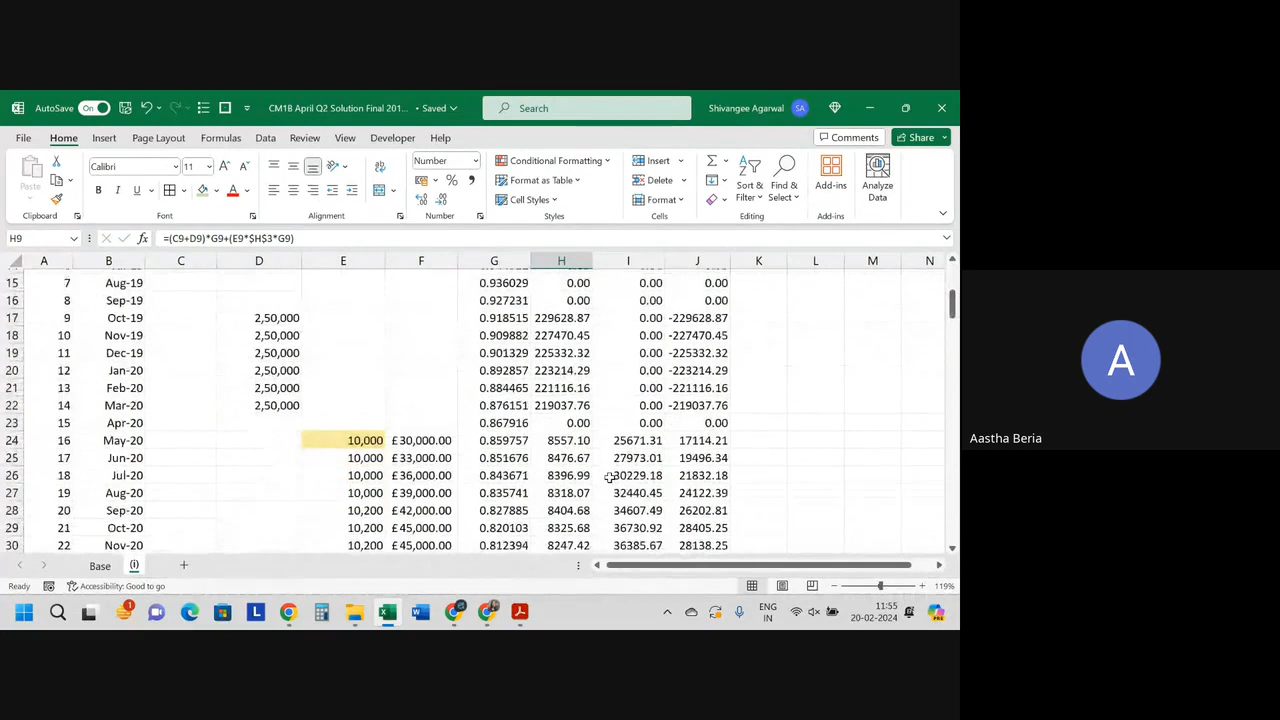 AutoSave On CM1B April Q2 Solution Final 201... • Saved Search Shivangee Agarwal SA
File Home Insert Page Layout Formulas Data Review View Developer Help Comments Share
Paste Calibri 11 B I U Number Conditional Formatting Format as Table Cell Styles Insert Delete Format Sort & Filter Find & Select Add-ins Analyze Data
Clipboard Font Alignment Number Styles Cells Editing Add-ins
H9 fx =(C9+D9)*G9+(E9*$H$3*G9)
A B C D E F G H I J K L M N
15 7 Aug-19 0.936029 0.00 0.00 0.00
16 8 Sep-19 0.927231 0.00 0.00 0.00
17 9 Oct-19 2,50,000 0.918515 229628.87 0.00 -229628.87
18 10 Nov-19 2,50,000 0.909882 227470.45 0.00 -227470.45
19 11 Dec-19 2,50,000 0.901329 225332.32 0.00 -225332.32
20 12 Jan-20 2,50,000 0.892857 223214.29 0.00 -223214.29
21 13 Feb-20 2,50,000 0.884465 221116.16 0.00 -221116.16
22 14 Mar-20 2,50,000 0.876151 219037.76 0.00 -219037.76
23 15 Apr-20 0.867916 0.00 0.00 0.00
24 16 May-20 10,000 £30,000.00 0.859757 8557.10 25671.31 17114.21
25 17 Jun-20 10,000 £33,000.00 0.851676 8476.67 27973.01 19496.34
26 18 Jul-20 10,000 £36,000.00 0.843671 8396.99 30229.18 21832.18
27 19 Aug-20 10,000 £39,000.00 0.835741 8318.07 32440.45 24122.39
28 20 Sep-20 10,200 £42,000.00 0.827885 8404.68 34607.49 26202.81
29 21 Oct-20 10,200 £45,000.00 0.820103 8325.68 36730.92 28405.25
30 22 Nov-20 10,200 £45,000.00 0.812394 8247.42 36385.67 28138.25
Base (i)
Ready Accessibility: Good to go 119%
ENG IN 11:55 20-02-2024
A
Aastha Beria